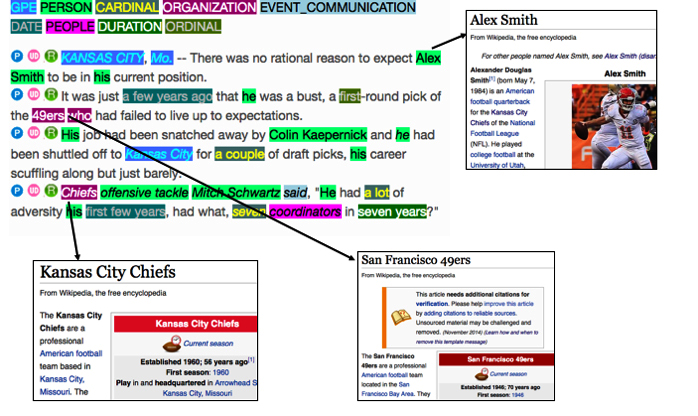 GPE PERSON CARDINAL ORGANIZATION EVENT_COMMUNICATION
DATE PEOPLE DURATION ORDINAL
P UD R KANSAS CITY, Mo. -- There was no rational reason to expect Alex
Smith to be in his current position.
P UD R It was just a few years ago that he was a bust, a first-round pick of
the 49ers who had failed to live up to expectations.
P UD R His job had been snatched away by Colin Kaepernick and he had
been shuttled off to Kansas City for a couple of draft picks, his career
scuffling along but just barely.
P UD R Chiefs offensive tackle Mitch Schwartz said, "He had a lot of
adversity his first few years, had what, seven coordinators in seven years?"
Alex Smith
From Wikipedia, the free encyclopedia
For other people named Alex Smith, see Alex Smith (disar
Alexander Douglas
Smith[1] (born May 7,
1984) is an American
football quarterback
for the Kansas City
Chiefs of the National
Football League
(NFL). He played
college football at the
University of Utah,
Alex Smith
11
Kansas City Chiefs
From Wikipedia, the free encyclopedia
The Kansas City
Chiefs are a
professional
American football
team based in
Kansas City,
Missouri. The
Kansas City Chiefs
Current season
Established 1960; 56 years ago[1]
First season: 1960
Play in and headquartered in Arrowhead S
Kansas City, Missouri
San Francisco 49ers
From Wikipedia, the free encyclopedia
This article needs additional citations for
verification. Please help improve this article
by adding citations to reliable sources.
Unsourced material may be challenged and
removed. (November 2014) (Learn how and when to
remove this template message)
The San Francisco
49ers are a professional
American football team
located in the San
Francisco Bay Area. They
San Francisco 49ers
Current season
Established 1946; 70 years ago
First season: 1946